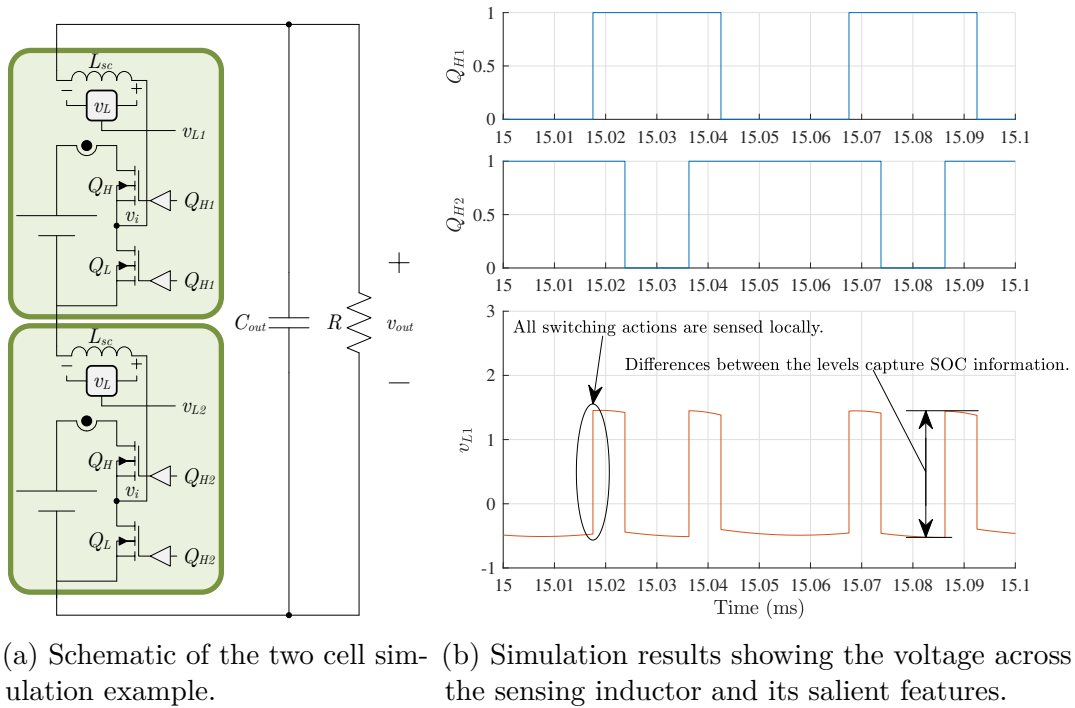 L_sc
− +
v_L
v_L1
Q_H
Q_H1
v_i
Q_L
Q_H1
L_sc
− +
v_L
v_L2
Q_H
Q_H2
v_i
Q_L
Q_H2
C_out
R
+
v_out
−
Q_H1
1
0.5
0
15 15.01 15.02 15.03 15.04 15.05 15.06 15.07 15.08 15.09 15.1
Q_H2
1
0.5
0
15 15.01 15.02 15.03 15.04 15.05 15.06 15.07 15.08 15.09 15.1
v_L1
3
2
1
0
-1
All switching actions are sensed locally.
Differences between the levels capture SOC information.
15 15.01 15.02 15.03 15.04 15.05 15.06 15.07 15.08 15.09 15.1
Time (ms)
(a) Schematic of the two cell sim-
ulation example.
(b) Simulation results showing the voltage across
the sensing inductor and its salient features.